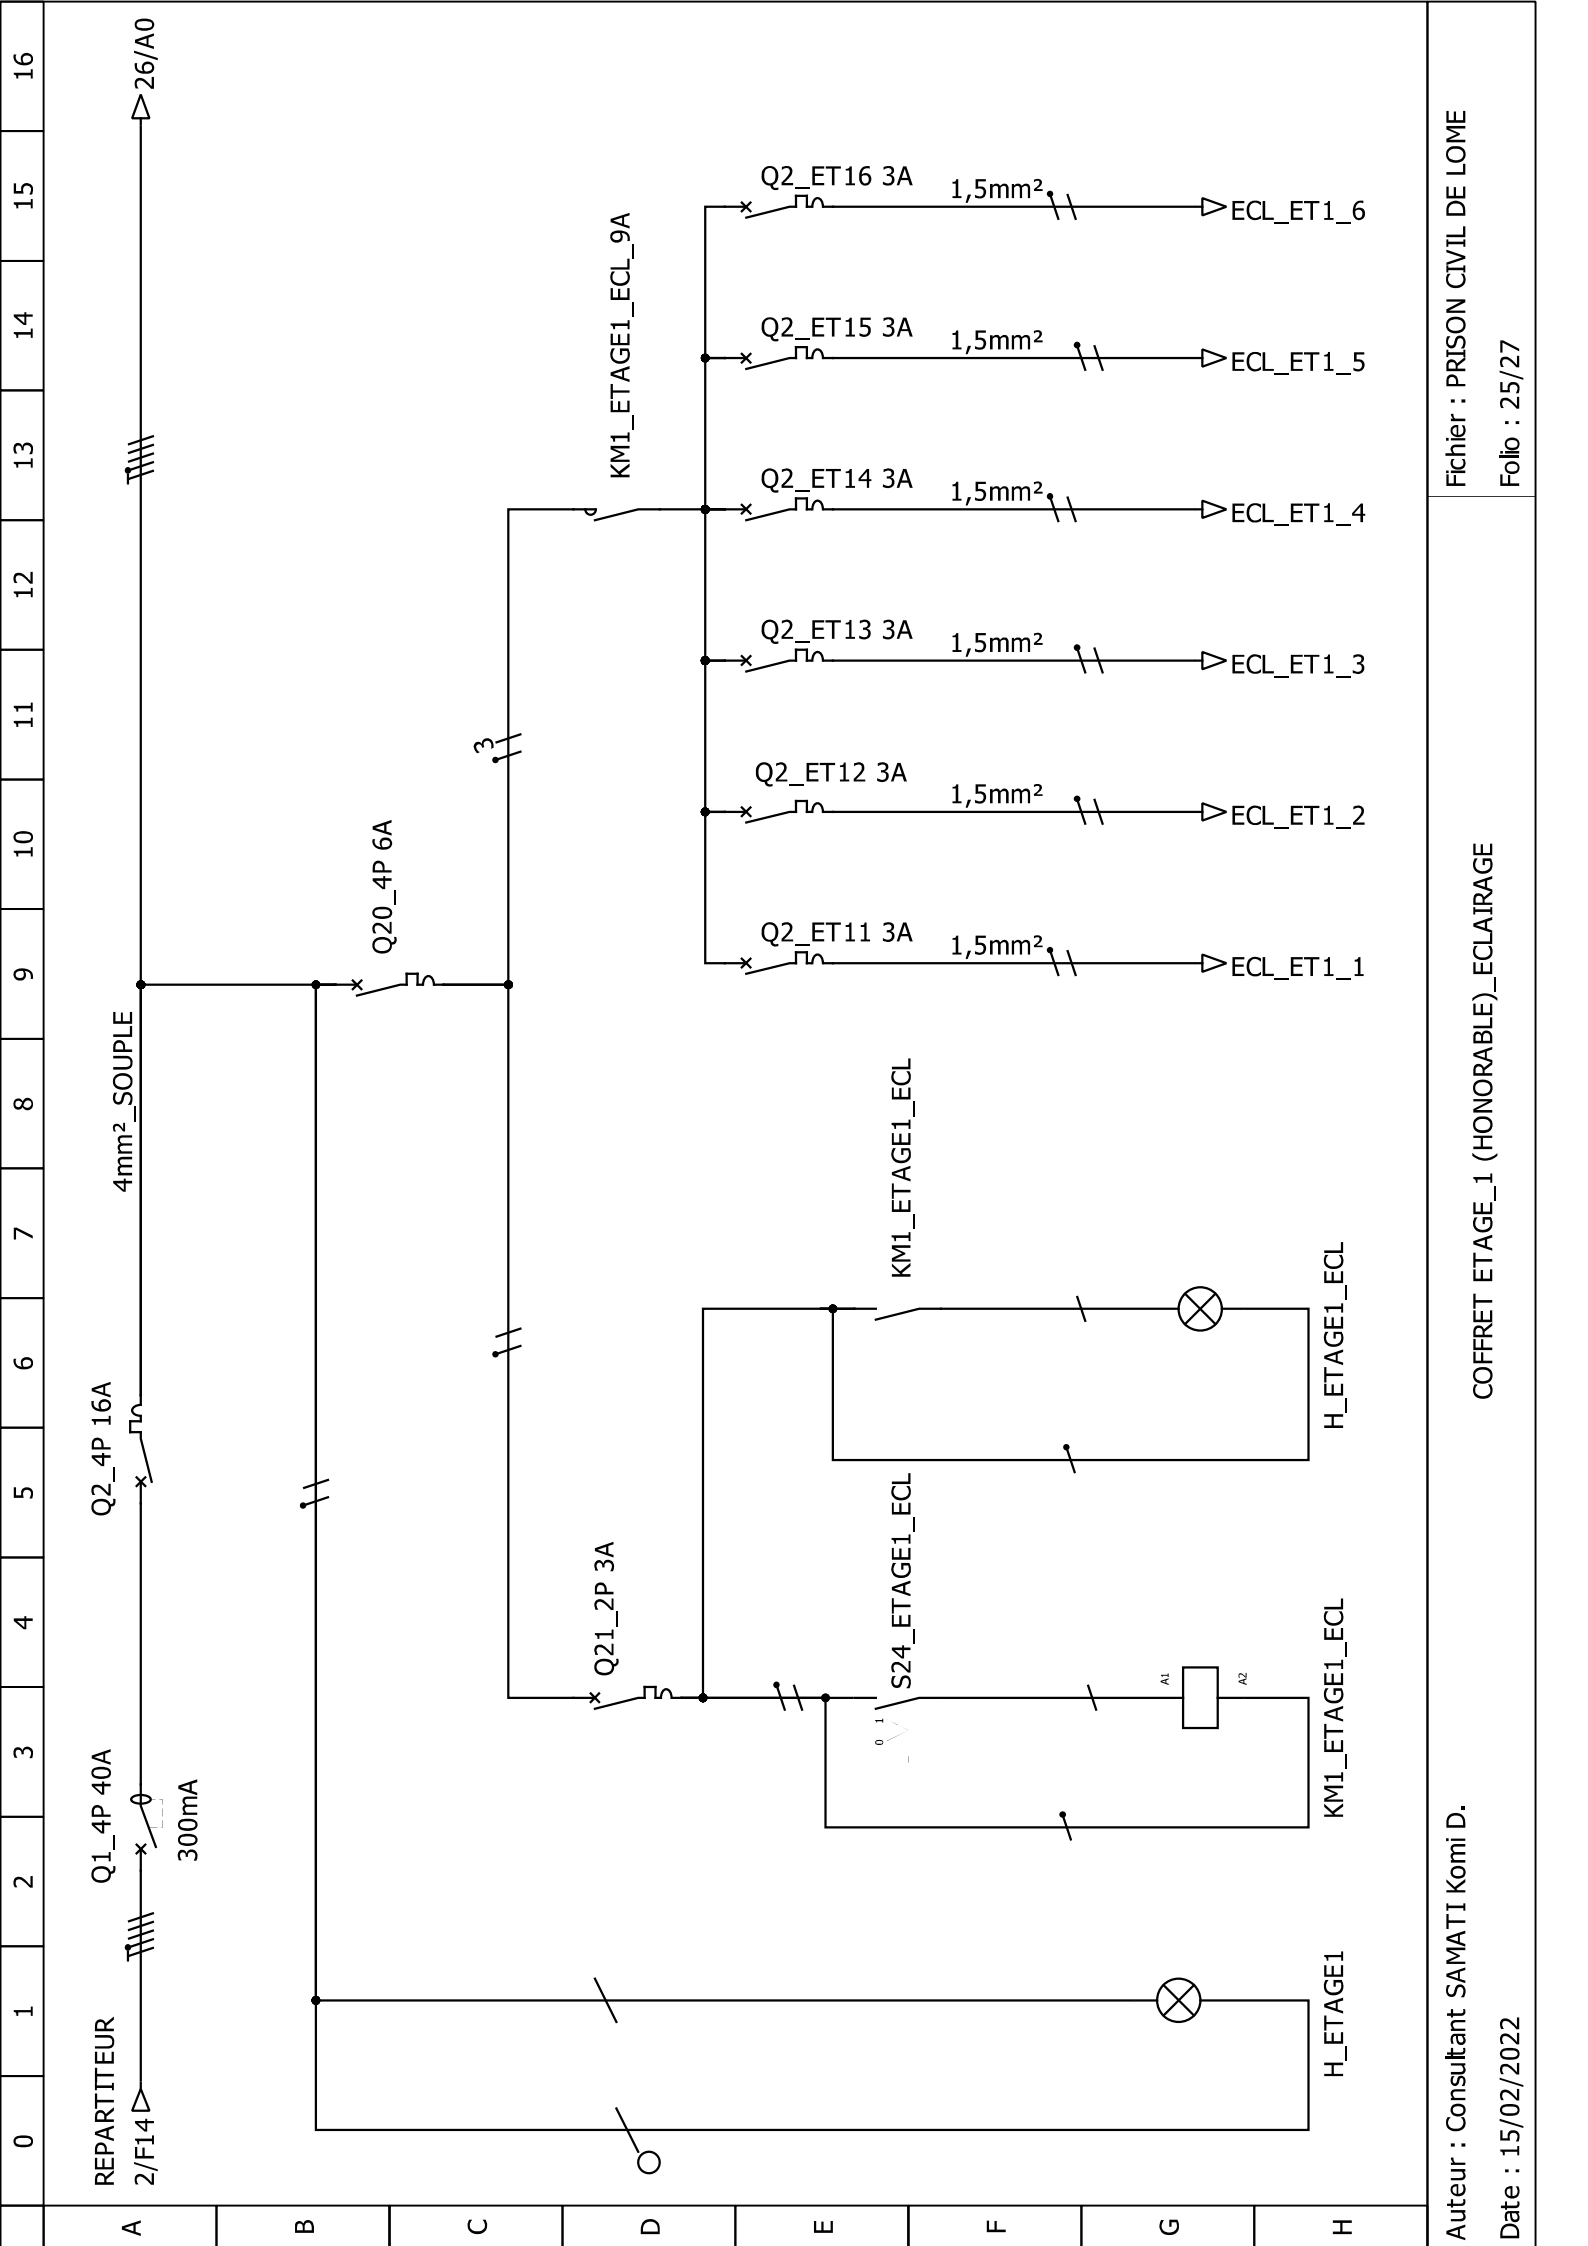 0 1 2 3 4 5 6 7 8 9 10 11 12 13 14 15 16
A
B
C
D
E
F
G
H
REPARTITEUR
2/F14
Q1_4P 40A
300mA
Q2_4P 16A
4mm²_SOUPLE
26/A0
Q20_4P 6A
3
Q21_2P 3A
KM1_ETAGE1_ECL_9A
S24_ETAGE1_ECL
0 1
KM1_ETAGE1_ECL
A1
A2
H_ETAGE1
KM1_ETAGE1_ECL
H_ETAGE1_ECL
Q2_ET11 3A
1,5mm²
ECL_ET1_1
Q2_ET12 3A
1,5mm²
ECL_ET1_2
Q2_ET13 3A
1,5mm²
ECL_ET1_3
Q2_ET14 3A
1,5mm²
ECL_ET1_4
Q2_ET15 3A
1,5mm²
ECL_ET1_5
Q2_ET16 3A
1,5mm²
ECL_ET1_6
Auteur : Consultant SAMATI Komi D.
Date : 15/02/2022
COFFRET ETAGE_1 (HONORABLE)_ECLAIRAGE
Fichier : PRISON CIVIL DE LOME
Folio : 25/27